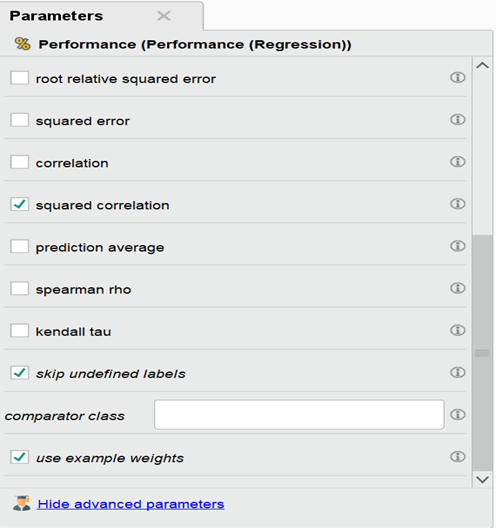 Parameters
Performance (Performance (Regression))
root relative squared error
squared error
correlation
squared correlation
prediction average
spearman rho
kendall tau
skip undefined labels
comparator class
use example weights
Hide advanced parameters